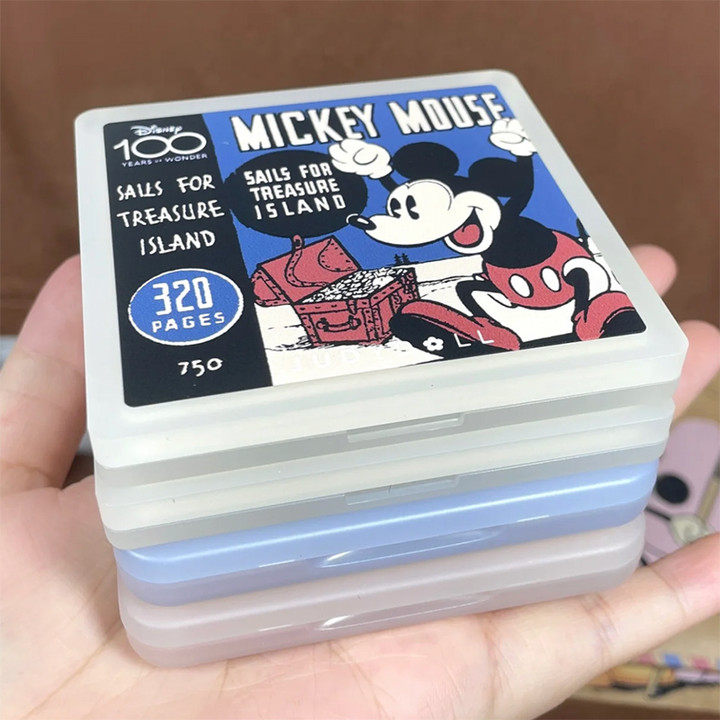 Disney
100
YEARS OF WONDER
SAILS FOR
TREASURE
ISLAND
320
PAGES
750
MICKEY MOUSE
SAILS FOR
TREASURE
ISLAND